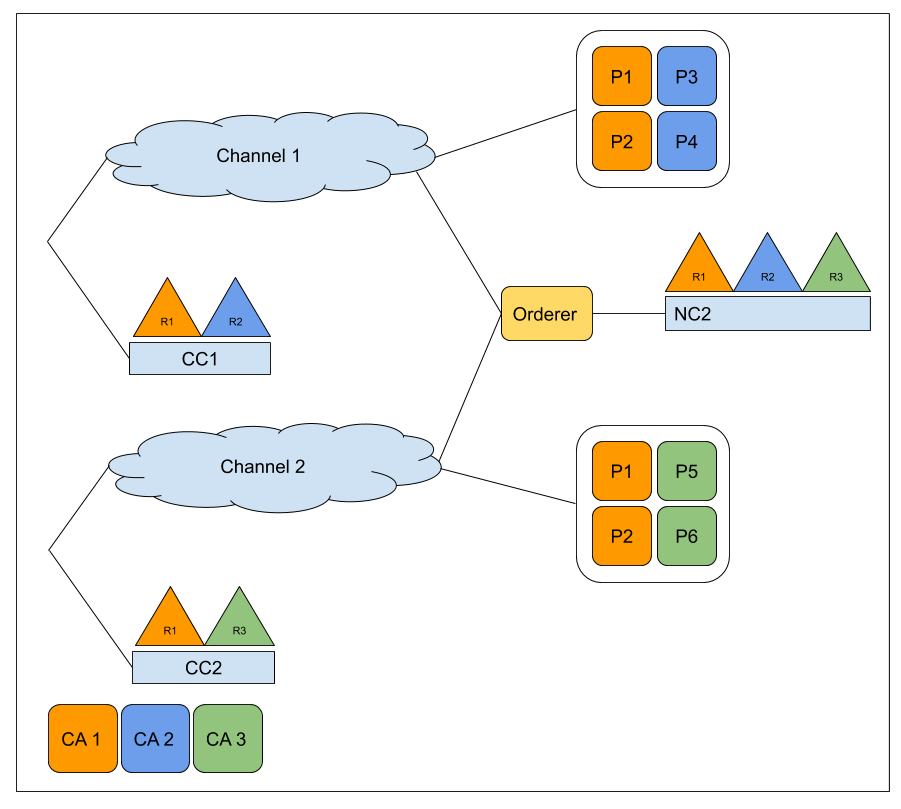 P1 P3
P2 P4
Channel 1
R1 R2 R3
NC2
Orderer
R1 R2
CC1
Channel 2
P1 P5
P2 P6
R1 R3
CC2
CA 1 CA 2 CA 3